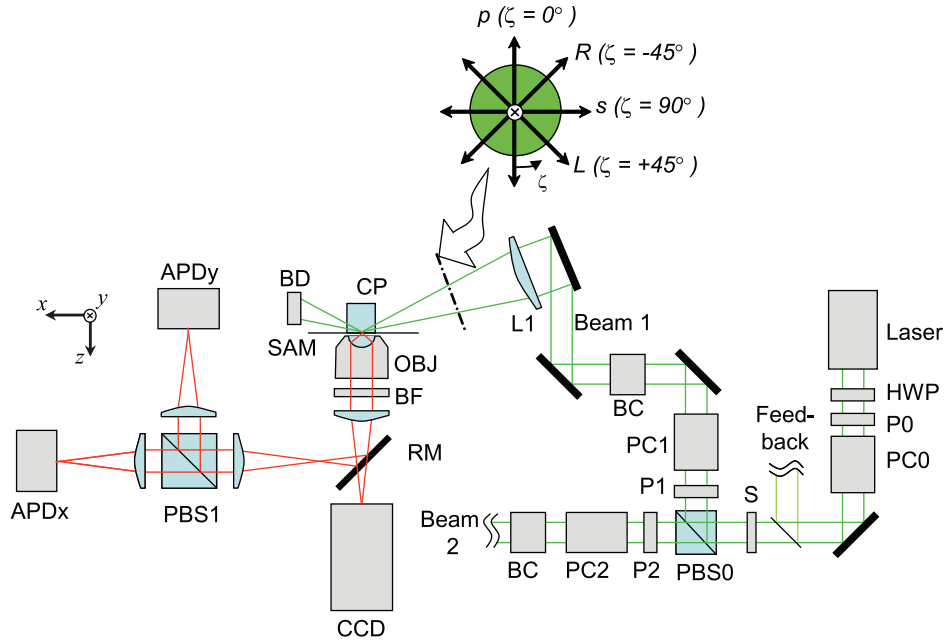 p (ζ = 0°)
R (ζ = -45°)
s (ζ = 90°)
L (ζ = +45°)
ζ
APDy
BD
CP
x
y
z
SAM
OBJ
L1
Beam 1
Laser
BF
BC
HWP
Feed-
back
P0
RM
PC1
PC0
APDx
PBS1
P1
S
Beam
2
BC
PC2
P2
PBS0
CCD